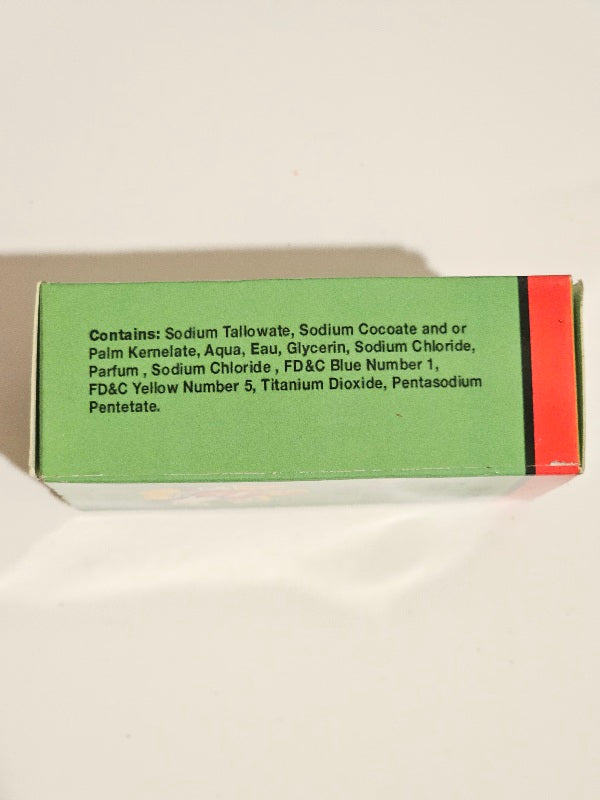 Contains: Sodium Tallowate, Sodium Cocoate and or
Palm Kernelate, Aqua, Eau, Glycerin, Sodium Chloride,
Parfum , Sodium Chloride , FD&C Blue Number 1,
FD&C Yellow Number 5, Titanium Dioxide, Pentasodium
Pentetate.